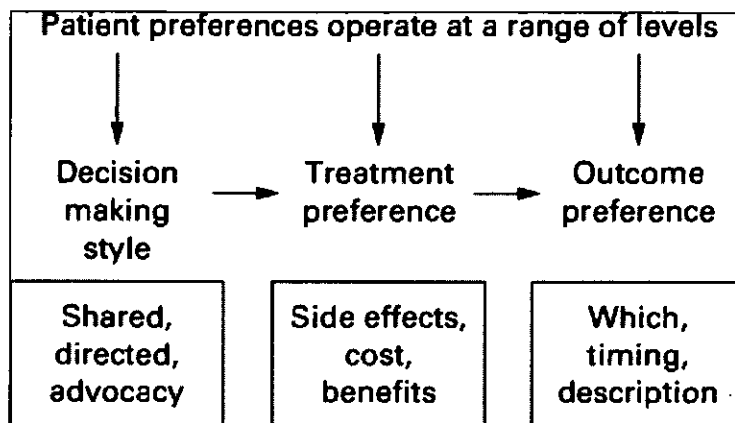 Patient preferences operate at a range of levels
Decision
making
style
Treatment
preference
Outcome
preference
Shared,
directed,
advocacy
Side effects,
cost,
benefits
Which,
timing,
description